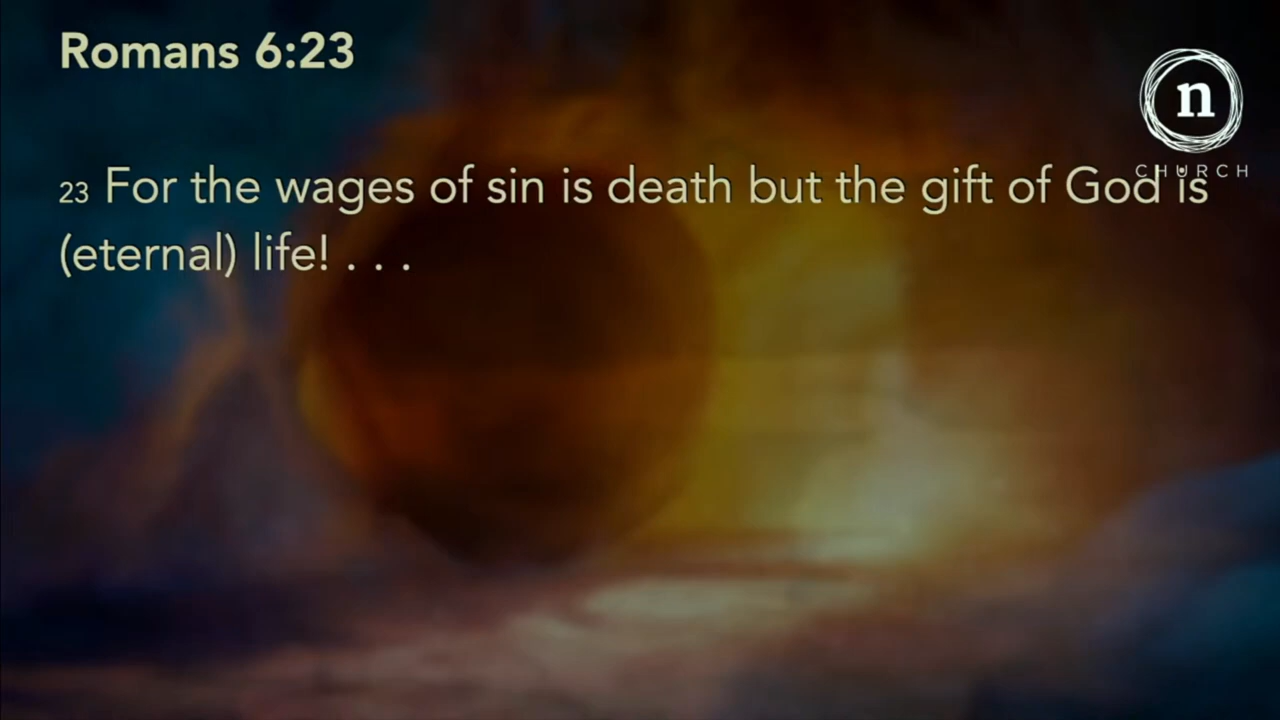 Romans 6:23
n
CHURCH
23 For the wages of sin is death but the gift of God is
(eternal) life! . . .